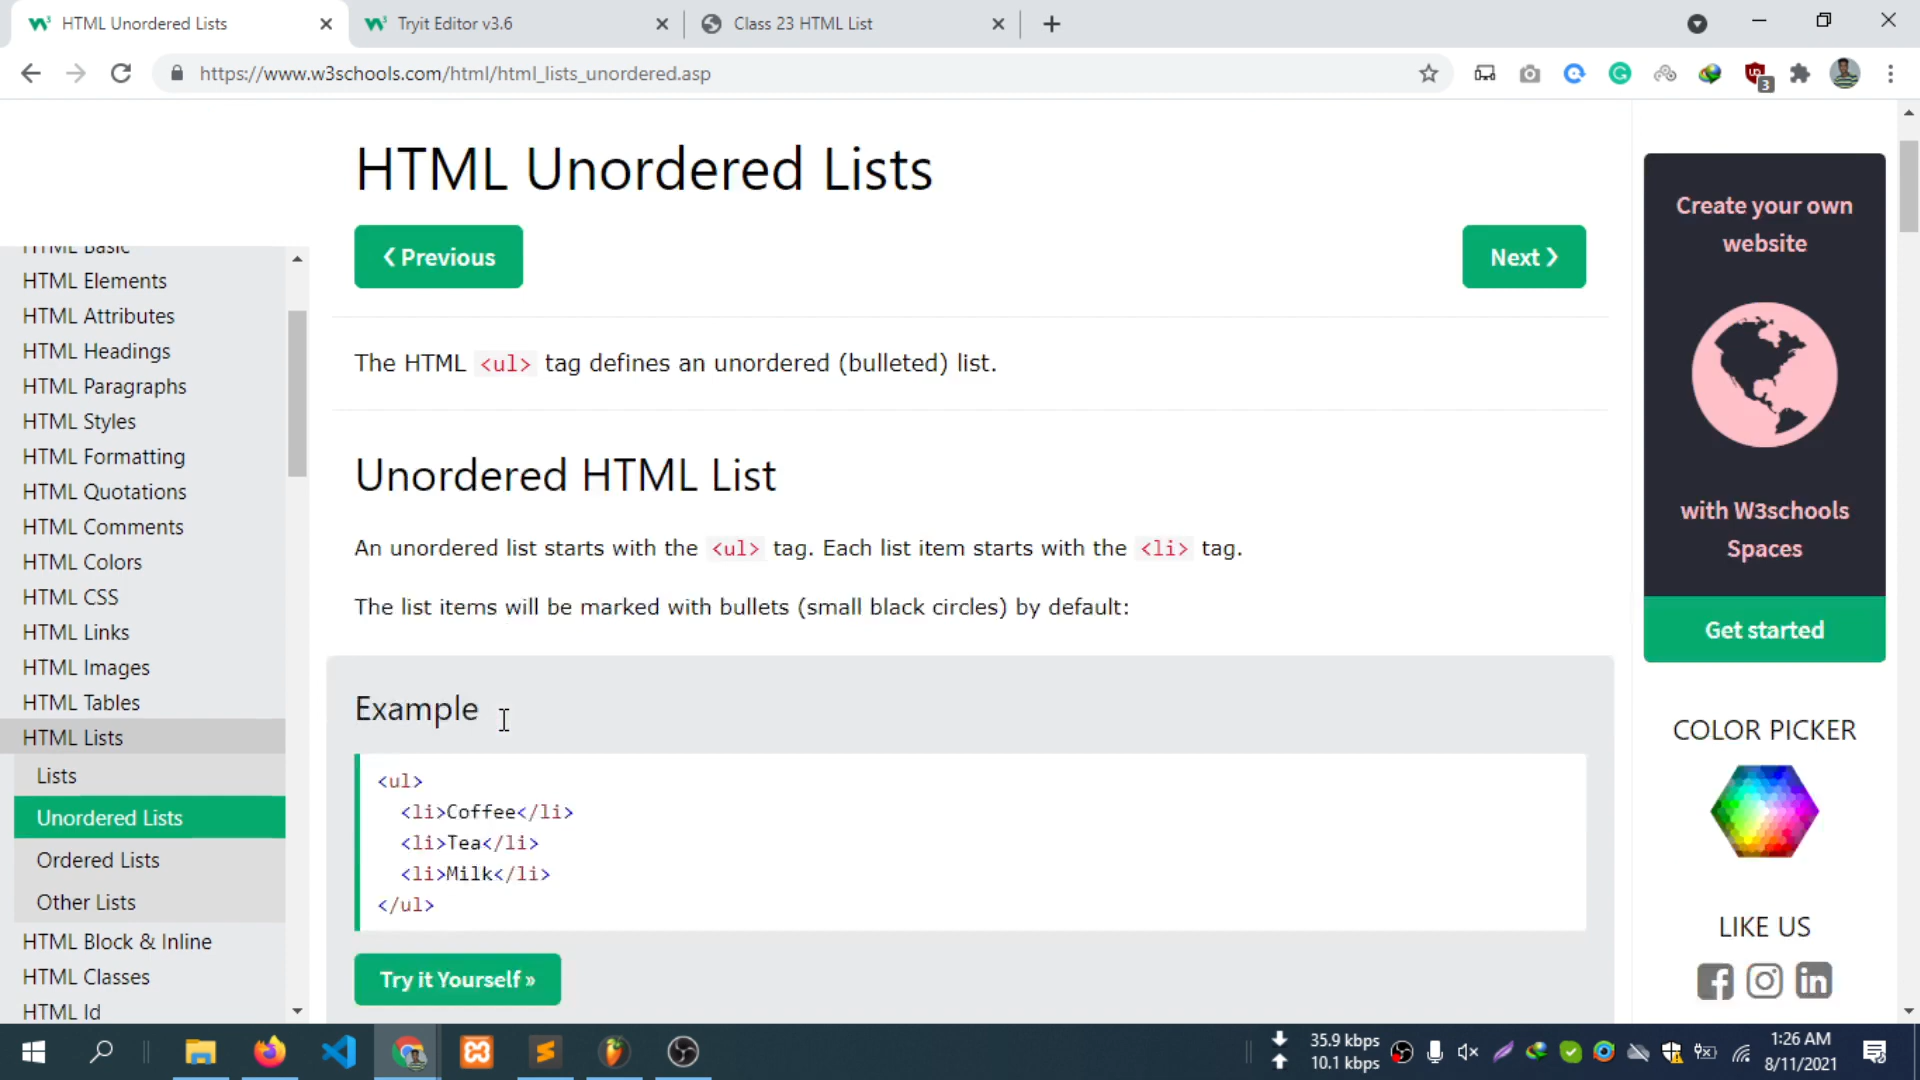 HTML Unordered Lists
Tryit Editor v3.6
Class 23 HTML List
https://www.w3schools.com/html/html_lists_unordered.asp
3
HTML Basic
HTML Elements
HTML Attributes
HTML Headings
HTML Paragraphs
HTML Styles
HTML Formatting
HTML Quotations
HTML Comments
HTML Colors
HTML CSS
HTML Links
HTML Images
HTML Tables
HTML Lists
Lists
Unordered Lists
Ordered Lists
Other Lists
HTML Block & Inline
HTML Classes
HTML Id
HTML Unordered Lists
❮ Previous
Next ❯
The HTML <ul> tag defines an unordered (bulleted) list.
Unordered HTML List
An unordered list starts with the <ul> tag. Each list item starts with the <li> tag.
The list items will be marked with bullets (small black circles) by default:
Example
<ul>
  <li>Coffee</li>
  <li>Tea</li>
  <li>Milk</li>
</ul>
Try it Yourself »
Create your own
website
with W3schools
Spaces
Get started
COLOR PICKER
LIKE US
35.9 kbps
10.1 kbps
1:26 AM
8/11/2021